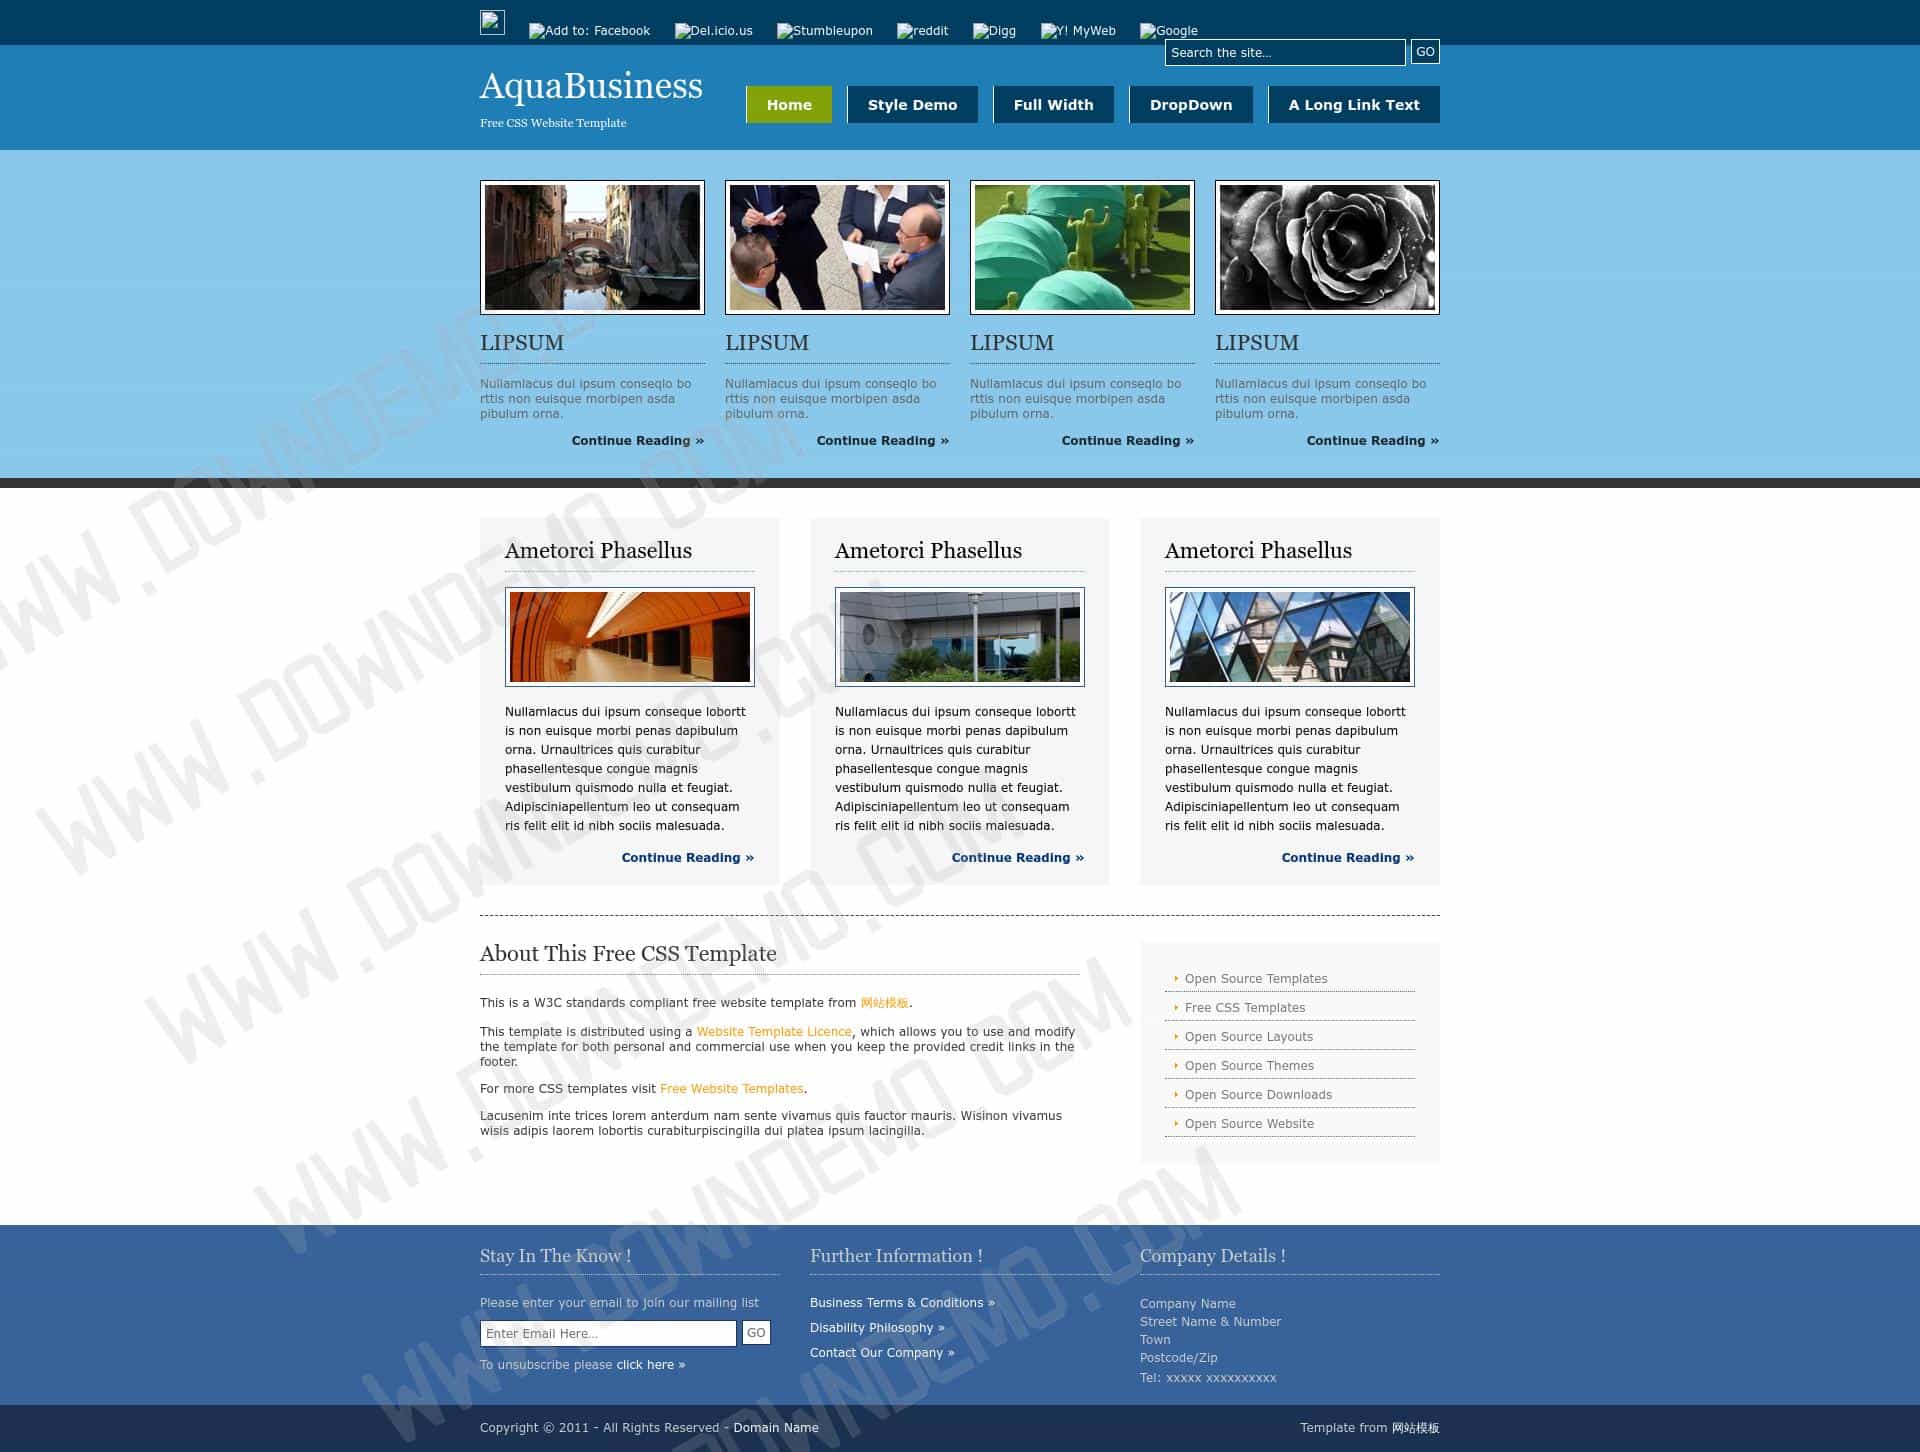 Add to: Facebook Del.icio.us Stumbleupon reddit Digg Y! MyWeb Google
Search the site... GO
AquaBusiness
Free CSS Website Template
Home Style Demo Full Width DropDown A Long Link Text
LIPSUM
Nullamlacus dui ipsum conseqlo bo
rttis non euisque morbipen asda
pibulum orna.
Continue Reading »
LIPSUM
Nullamlacus dui ipsum conseqlo bo
rttis non euisque morbipen asda
pibulum orna.
Continue Reading »
LIPSUM
Nullamlacus dui ipsum conseqlo bo
rttis non euisque morbipen asda
pibulum orna.
Continue Reading »
LIPSUM
Nullamlacus dui ipsum conseqlo bo
rttis non euisque morbipen asda
pibulum orna.
Continue Reading »
Ametorci Phasellus
Nullamlacus dui ipsum conseque lobortt
is non euisque morbi penas dapibulum
orna. Urnaultrices quis curabitur
phasellentesque congue magnis
vestibulum quismodo nulla et feugiat.
Adipisciniapellentum leo ut consequam
ris felit elit id nibh sociis malesuada.
Continue Reading »
Ametorci Phasellus
Nullamlacus dui ipsum conseque lobortt
is non euisque morbi penas dapibulum
orna. Urnaultrices quis curabitur
phasellentesque congue magnis
vestibulum quismodo nulla et feugiat.
Adipisciniapellentum leo ut consequam
ris felit elit id nibh sociis malesuada.
Continue Reading »
Ametorci Phasellus
Nullamlacus dui ipsum conseque lobortt
is non euisque morbi penas dapibulum
orna. Urnaultrices quis curabitur
phasellentesque congue magnis
vestibulum quismodo nulla et feugiat.
Adipisciniapellentum leo ut consequam
ris felit elit id nibh sociis malesuada.
Continue Reading »
About This Free CSS Template
This is a W3C standards compliant free website template from 网站模板.
This template is distributed using a Website Template Licence, which allows you to use and modify
the template for both personal and commercial use when you keep the provided credit links in the
footer.
For more CSS templates visit Free Website Templates.
Lacusenim inte trices lorem anterdum nam sente vivamus quis fauctor mauris. Wisinon vivamus
wisis adipis laorem lobortis curabiturpiscingilla dui platea ipsum lacingilla.
Open Source Templates
Free CSS Templates
Open Source Layouts
Open Source Themes
Open Source Downloads
Open Source Website
Stay In The Know !
Please enter your email to join our mailing list
Enter Email Here... GO
To unsubscribe please click here »
Further Information !
Business Terms & Conditions »
Disability Philosophy »
Contact Our Company »
Company Details !
Company Name
Street Name & Number
Town
Postcode/Zip
Tel: xxxxx xxxxxxxxxx
Copyright © 2011 - All Rights Reserved - Domain Name
Template from 网站模板
WWW.DOWNDEMO.COM
WWW.DOWNDEMO.COM
WWW.DOWNDEMO.COM
WWW.DOWNDEMO.COM
WWW.DOWNDEMO.COM
WWW.DOWNDEMO.COM